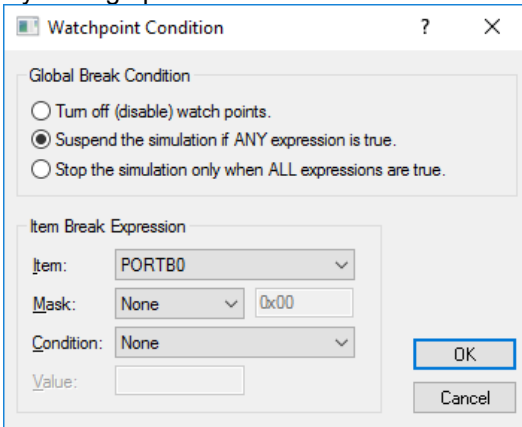 Watchpoint Condition ? ×
Global Break Condition
Turn off (disable) watch points.
Suspend the simulation if ANY expression is true.
Stop the simulation only when ALL expressions are true.
Item Break Expression
Item: PORTB0
Mask: None 0x00
Condition: None
Value:
OK
Cancel